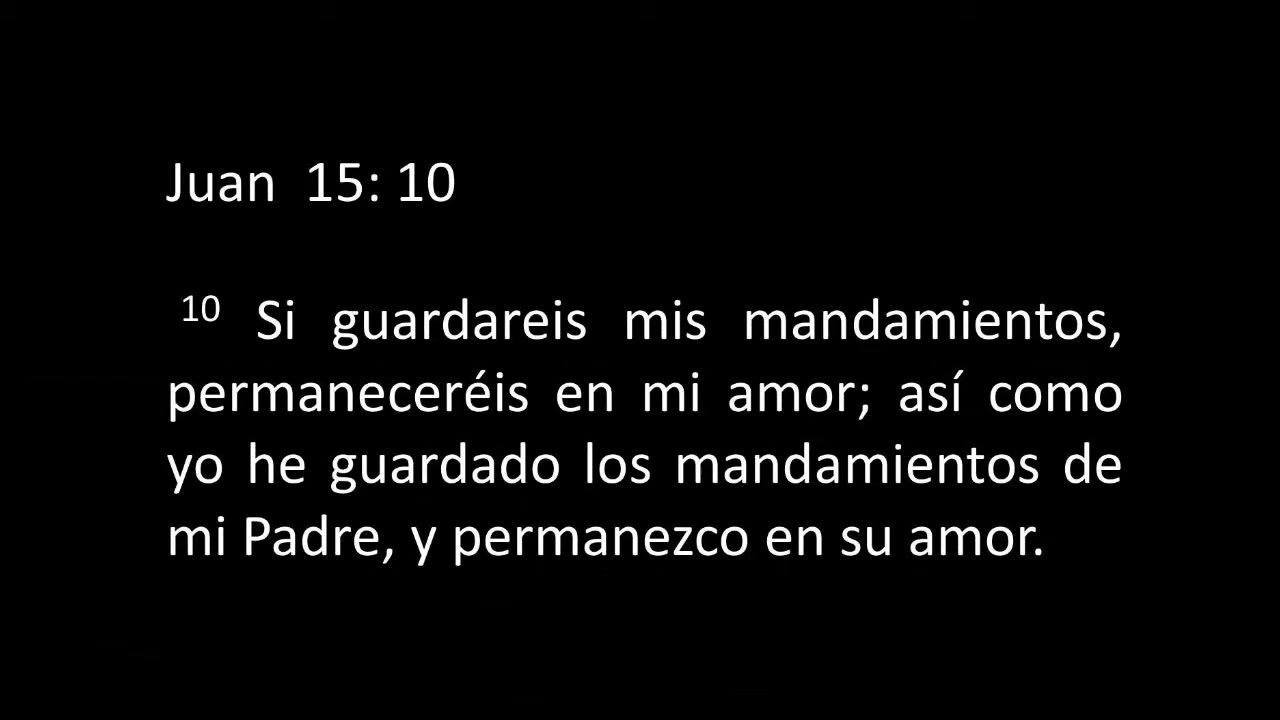 Juan 15: 10
10 Si guardareis mis mandamientos,
permaneceréis en mi amor; así como
yo he guardado los mandamientos de
mi Padre, y permanezco en su amor.